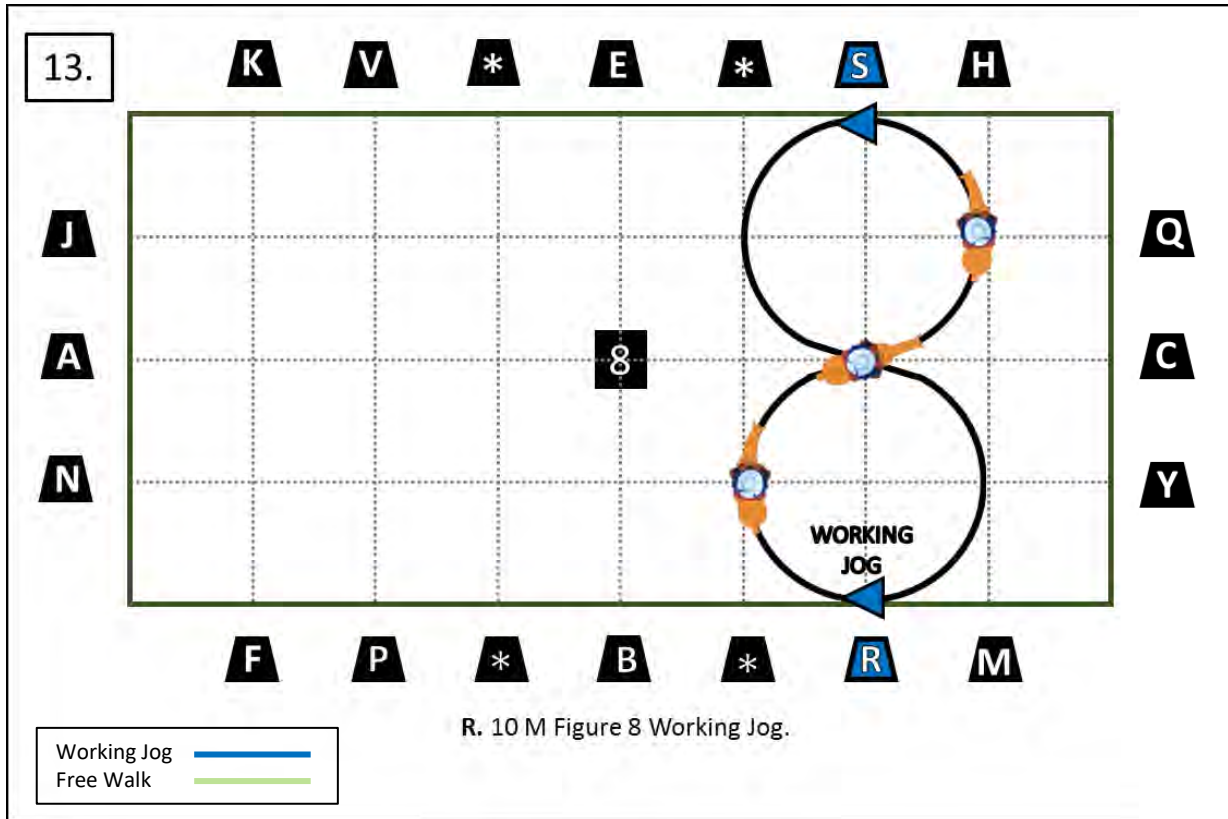 13.
K V * E * S H
J Q
A 8 C
N Y
WORKING
JOG
F P * B * R M
R. 10 M Figure 8 Working Jog.
Working Jog
Free Walk